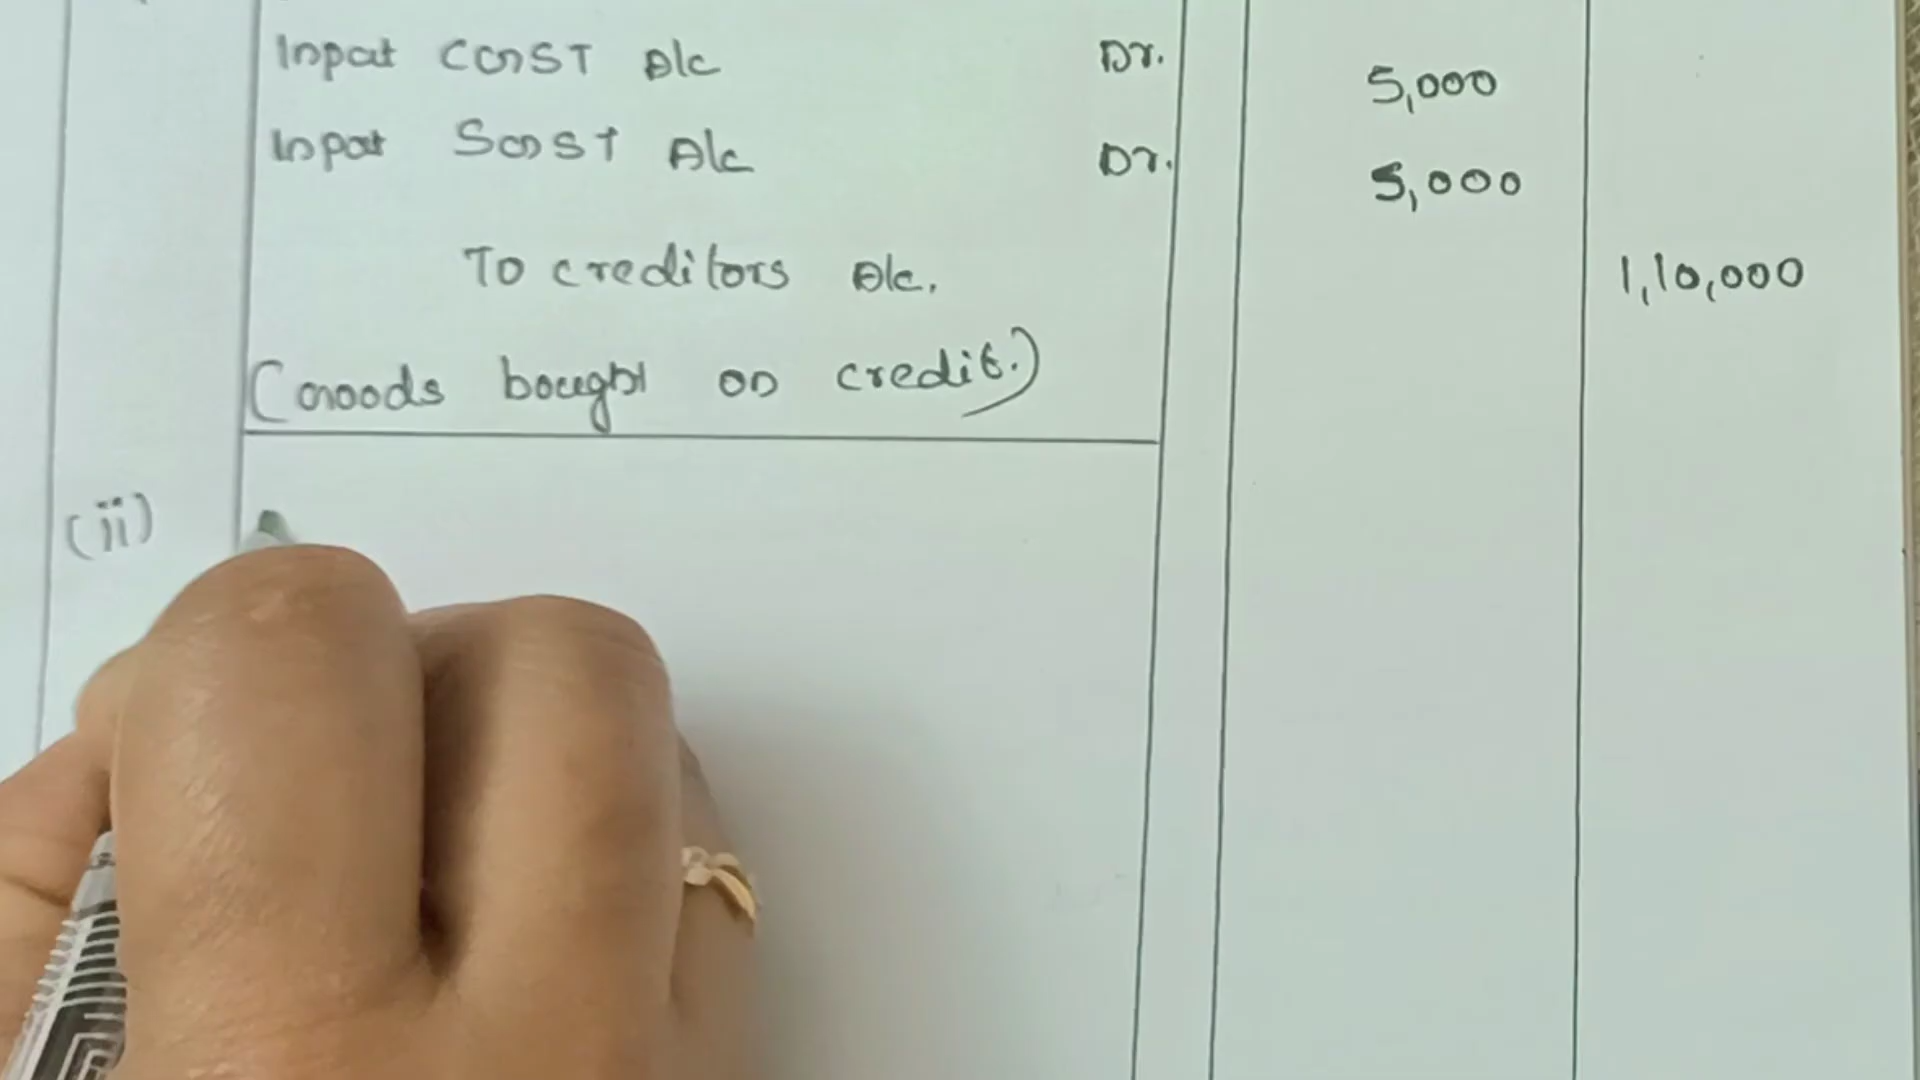 Input CGST A/c Dr. 5,000
Input SGST A/c Dr. 5,000
To creditors A/c. 1,10,000
(Goods bought on credit.)
(ii)